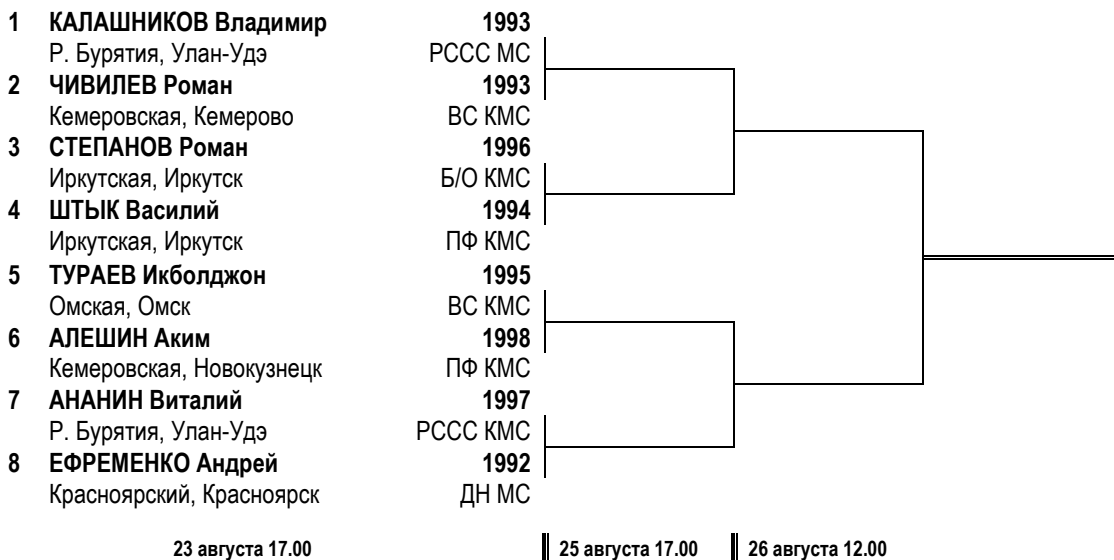 1 КАЛАШНИКОВ Владимир 1993
Р. Бурятия, Улан-Удэ РССС МС
2 ЧИВИЛЕВ Роман 1993
Кемеровская, Кемерово ВС КМС
3 СТЕПАНОВ Роман 1996
Иркутская, Иркутск Б/О КМС
4 ШТЫК Василий 1994
Иркутская, Иркутск ПФ КМС
5 ТУРАЕВ Икболджон 1995
Омская, Омск ВС КМС
6 АЛЕШИН Аким 1998
Кемеровская, Новокузнецк ПФ КМС
7 АНАНИН Виталий 1997
Р. Бурятия, Улан-Удэ РССС КМС
8 ЕФРЕМЕНКО Андрей 1992
Красноярский, Красноярск ДН МС
23 августа 17.00 25 августа 17.00 26 августа 12.00